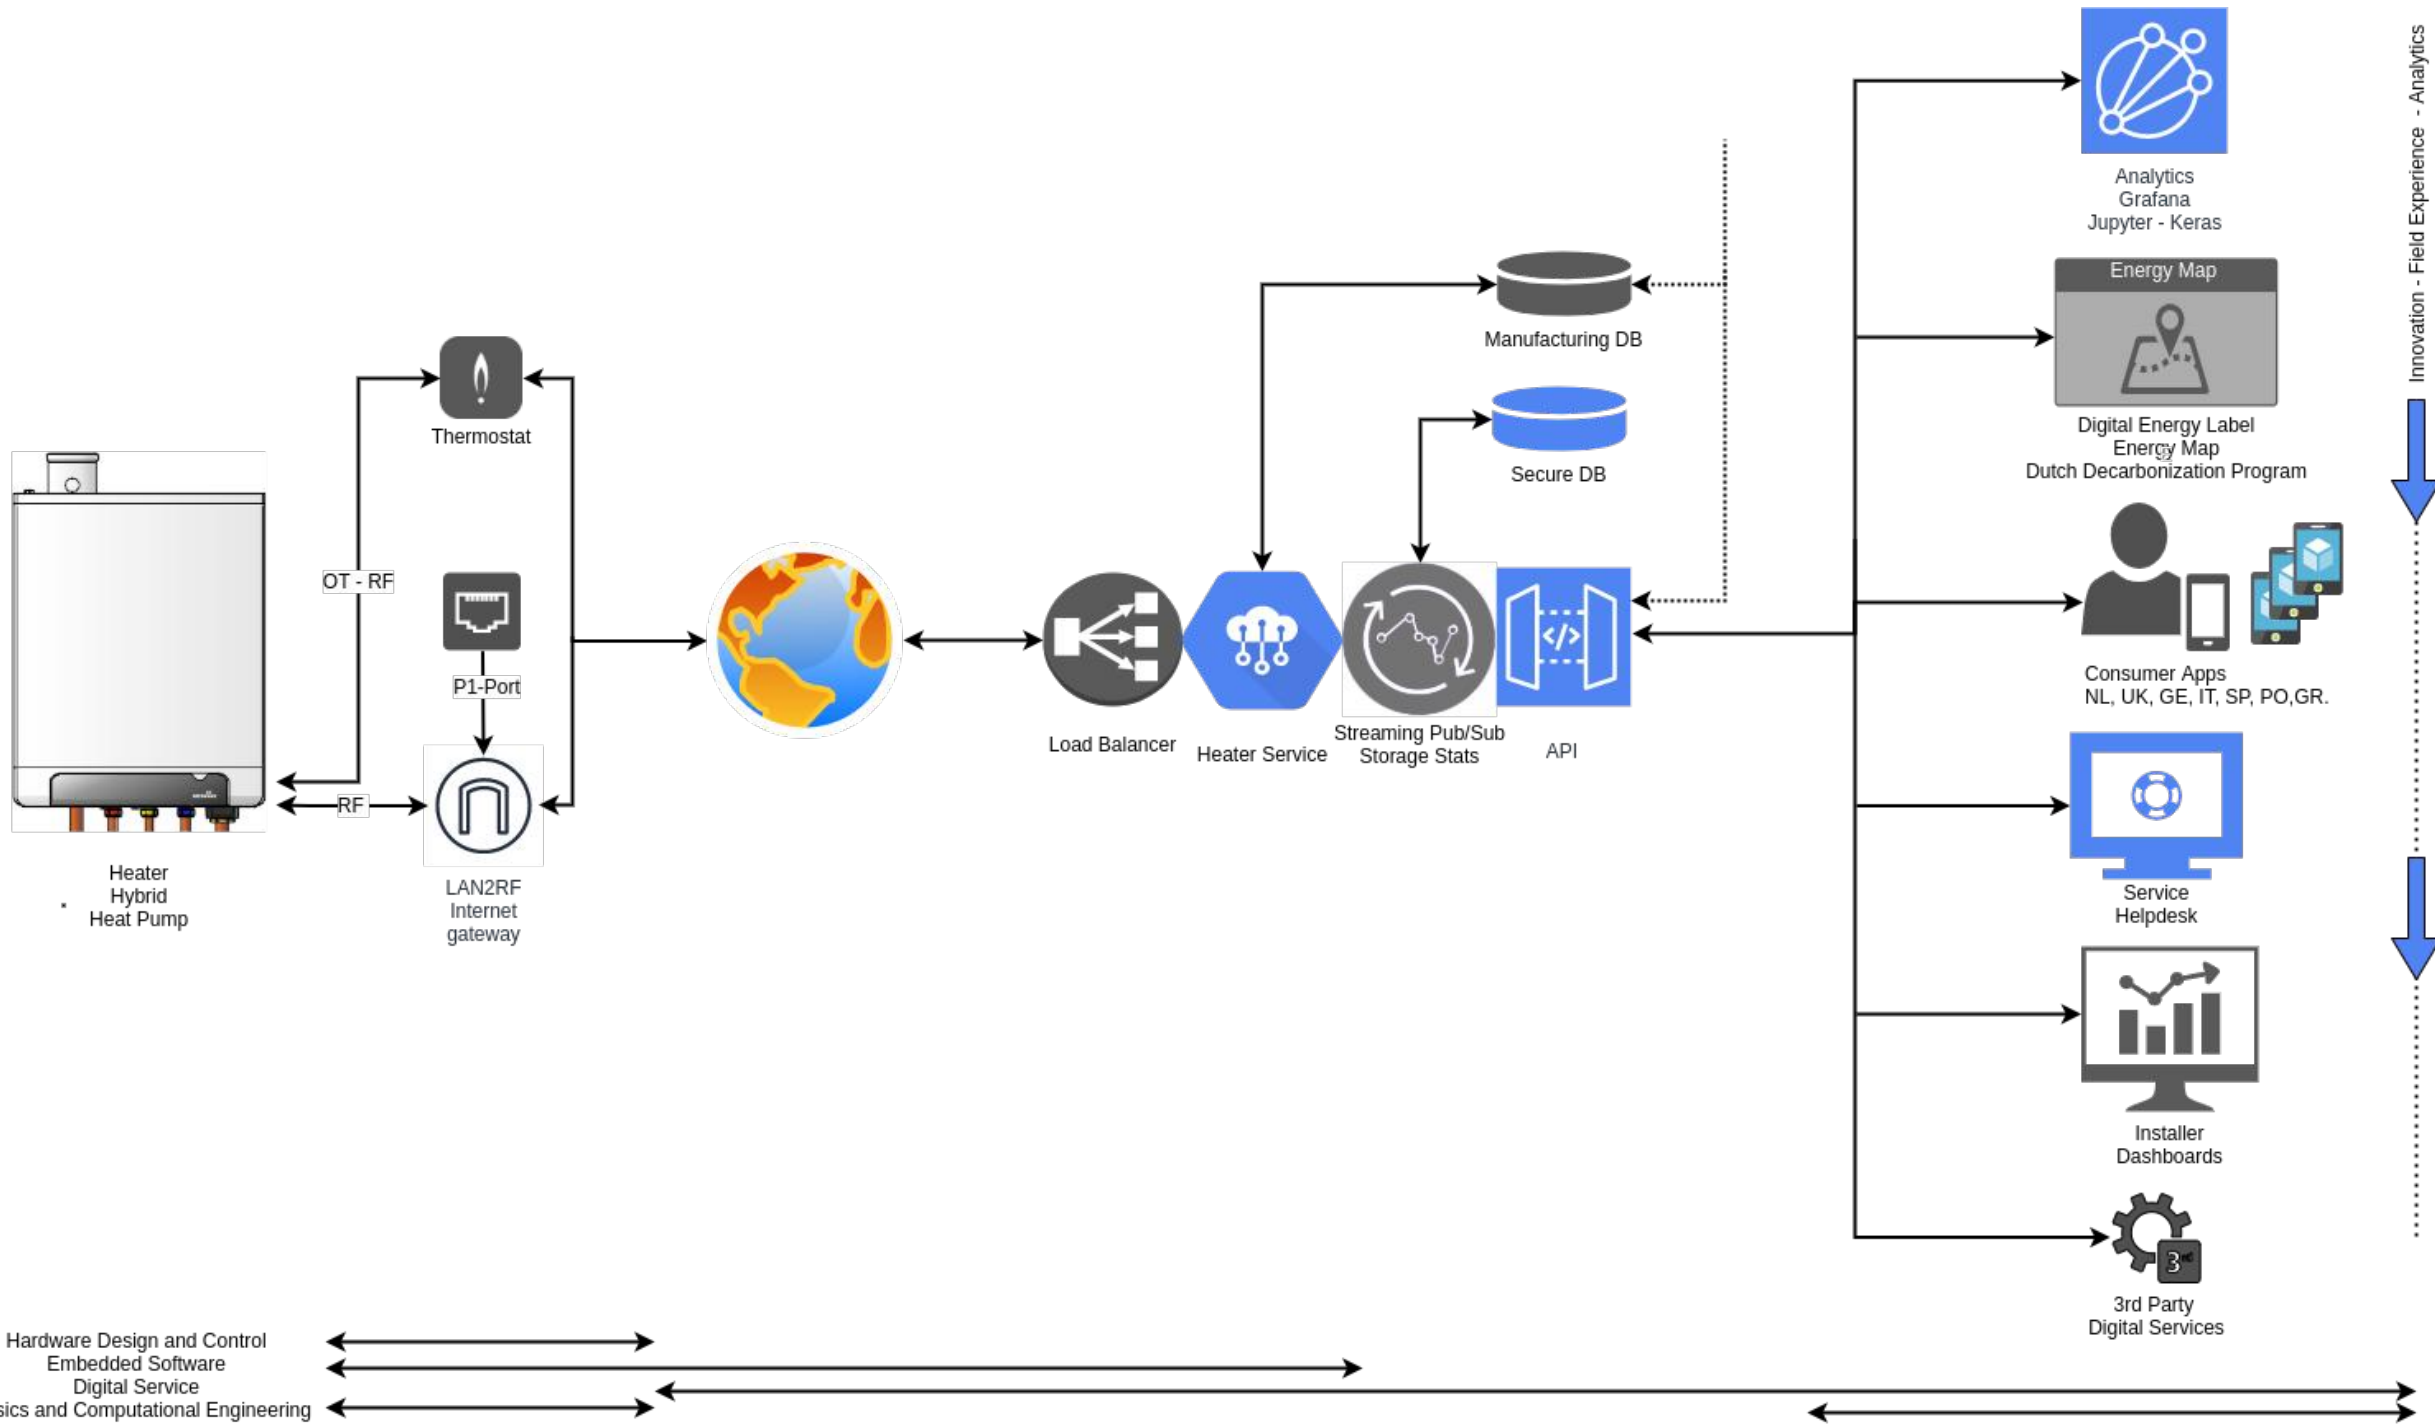 Innovation - Field Experience - Analytics
Analytics
Grafana
Jupyter - Keras
Energy Map
Manufacturing DB
Digital Energy Label
Energy Map
Dutch Decarbonization Program
Thermostat
Secure DB
OT - RF
P1-Port
Consumer Apps
NL, UK, GE, IT, SP, PO,GR.
Load Balancer
Heater Service
Streaming Pub/Sub
Storage Stats
API
RF
Heater
Hybrid
Heat Pump
LAN2RF
Internet
gateway
Service
Helpdesk
Installer
Dashboards
3rd
3rd Party
Digital Services
Hardware Design and Control
Embedded Software
Digital Service
sics and Computational Engineering